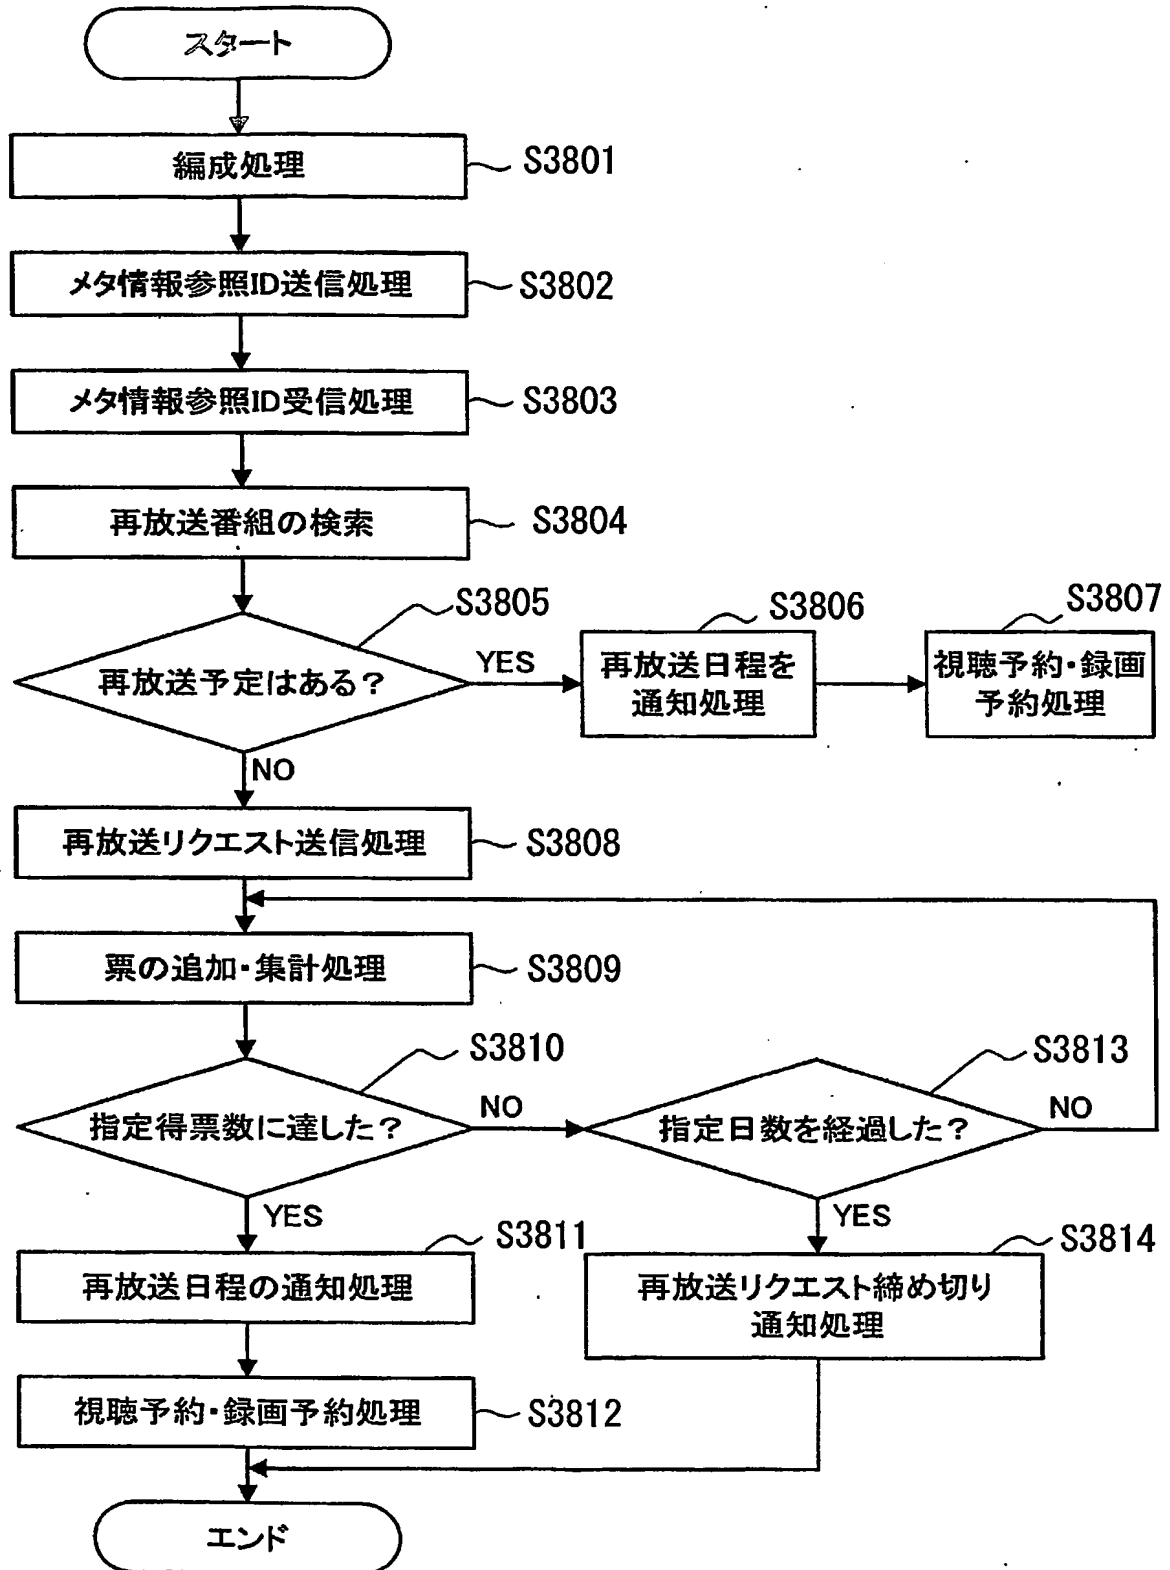 スタート
編成処理
S3801
メタ情報参照ID送信処理
S3802
メタ情報参照ID受信処理
S3803
再放送番組の検索
S3804
S3805
再放送予定はある?
YES
NO
S3806
再放送日程を
通知処理
S3807
視聴予約・録画
予約処理
再放送リクエスト送信処理
S3808
票の追加・集計処理
S3809
S3810
指定得票数に達した?
NO
YES
S3813
指定日数を経過した?
NO
YES
S3811
再放送日程の通知処理
S3814
再放送リクエスト締め切り
通知処理
視聴予約・録画予約処理
S3812
エンド